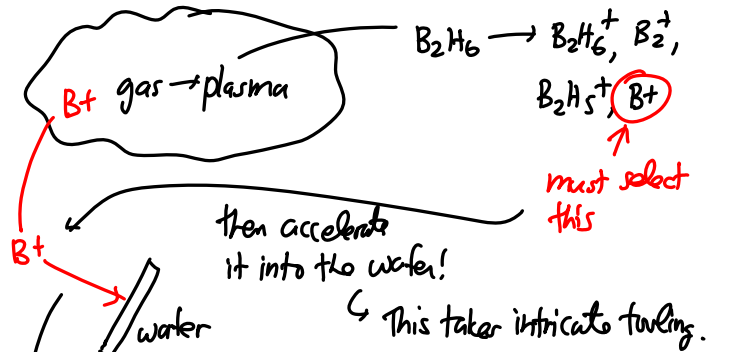 B₂H₆ → B₂H₆⁺, B₂⁺,
B₂H₅⁺, B+
B+ gas → plasma
must select
this
then accelerate
it into the wafer!
B+
wafer
This takes intricate tooling.